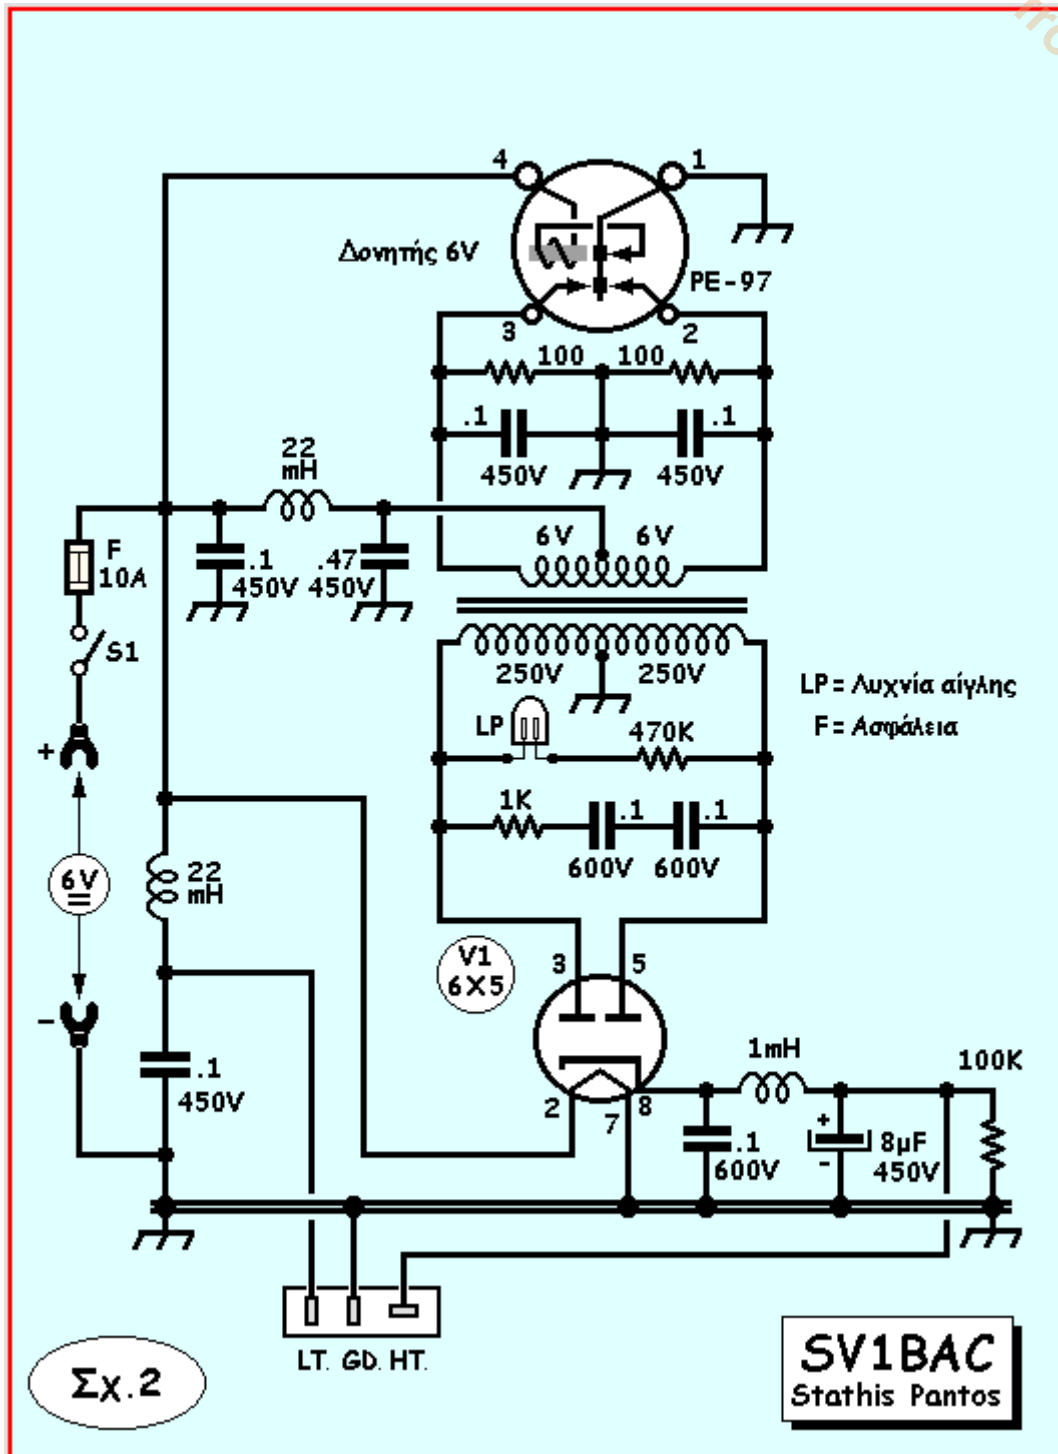 4
1
Δονητής 6V
PE-97
3
2
100
100
.1
.1
450V
450V
22
mH
6V
6V
F
10A
.1
450V
.47
450V
S1
250V
250V
LP = Λυχνία αίγλης
F = Ασφάλεια
LP
470K
+
1K
.1
.1
600V
600V
6V
22
mH
V1
6X5
3
5
-
.1
450V
2
7
8
1mH
100K
.1
600V
+
-
8μF
450V
LT. GD. HT.
Σχ.2
SV1BAC
Stathis Pantos